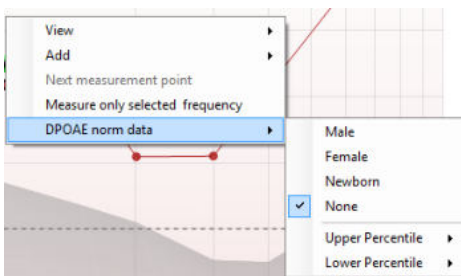 View
Add
Next measurement point
Measure only selected frequency
DPOAE norm data
Male
Female
Newborn
None
Upper Percentile
Lower Percentile